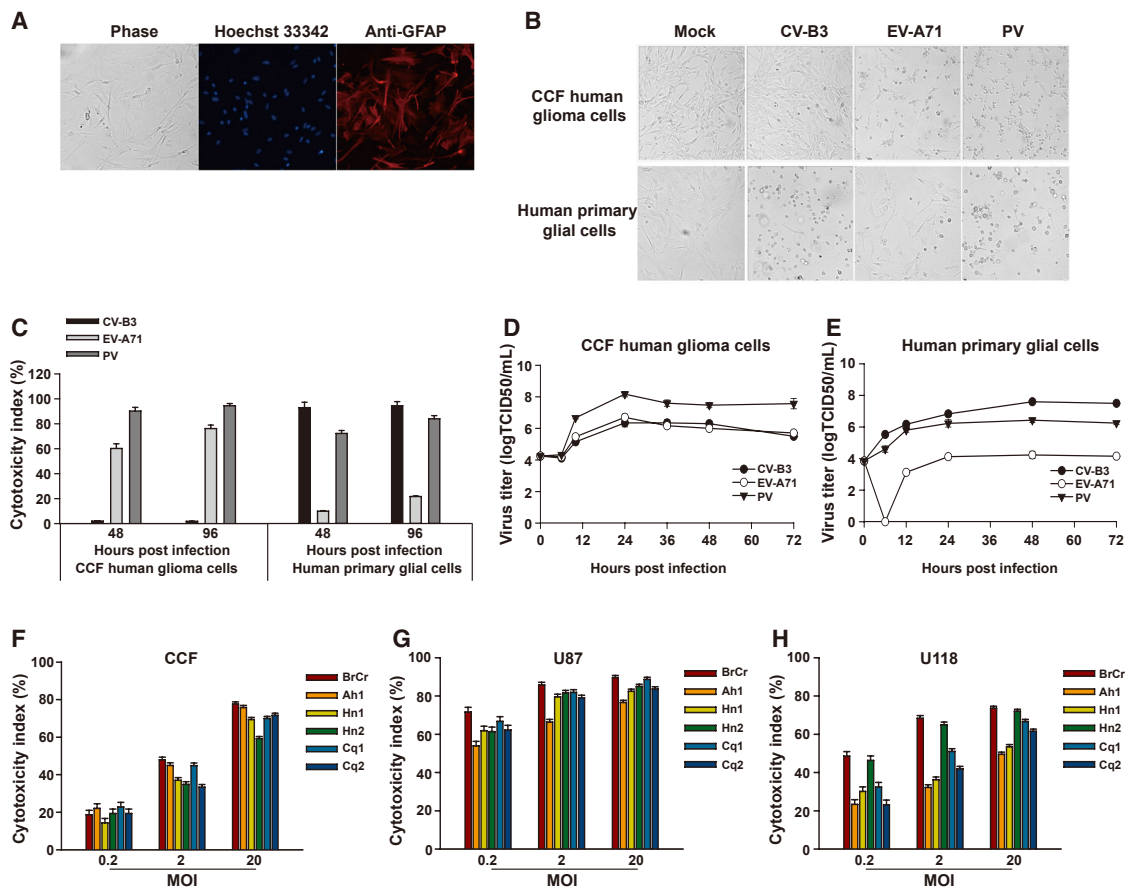 A
Phase
Hoechst 33342
Anti-GFAP
B
Mock
CV-B3
EV-A71
PV
CCF human
glioma cells
Human primary
glial cells
C
CV-B3
EV-A71
PV
Cytotoxicity index (%)
120
100
80
60
40
20
0
48
96
48
96
Hours post infection
Hours post infection
CCF human glioma cells
Human primary glial cells
D
CCF human glioma cells
Virus titer (logTCID50/mL)
10
8
6
4
2
0
CV-B3
EV-A71
PV
0 12 24 36 48 60 72
Hours post infection
E
Human primary glial cells
Virus titer (logTCID50/mL)
10
8
6
4
2
0
CV-B3
EV-A71
PV
0 12 24 36 48 60 72
Hours post infection
F
CCF
Cytotoxicity index (%)
100
80
60
40
20
0
BrCr
Ah1
Hn1
Hn2
Cq1
Cq2
0.2 2 20
MOI
G
U87
Cytotoxicity index (%)
100
80
60
40
20
0
BrCr
Ah1
Hn1
Hn2
Cq1
Cq2
0.2 2 20
MOI
H
U118
Cytotoxicity index (%)
100
80
60
40
20
0
BrCr
Ah1
Hn1
Hn2
Cq1
Cq2
0.2 2 20
MOI